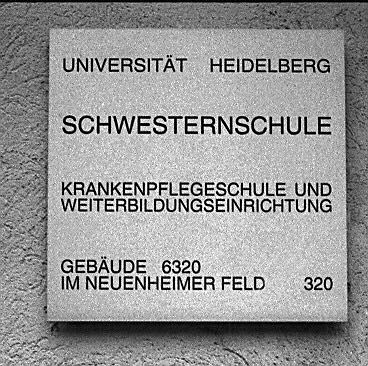 UNIVERSITÄT HEIDELBERG
SCHWESTERNSCHULE
KRANKENPFLEGESCHULE UND
WEITERBILDUNGSEINRICHTUNG
GEBÄUDE 6320
IM NEUENHEIMER FELD 320